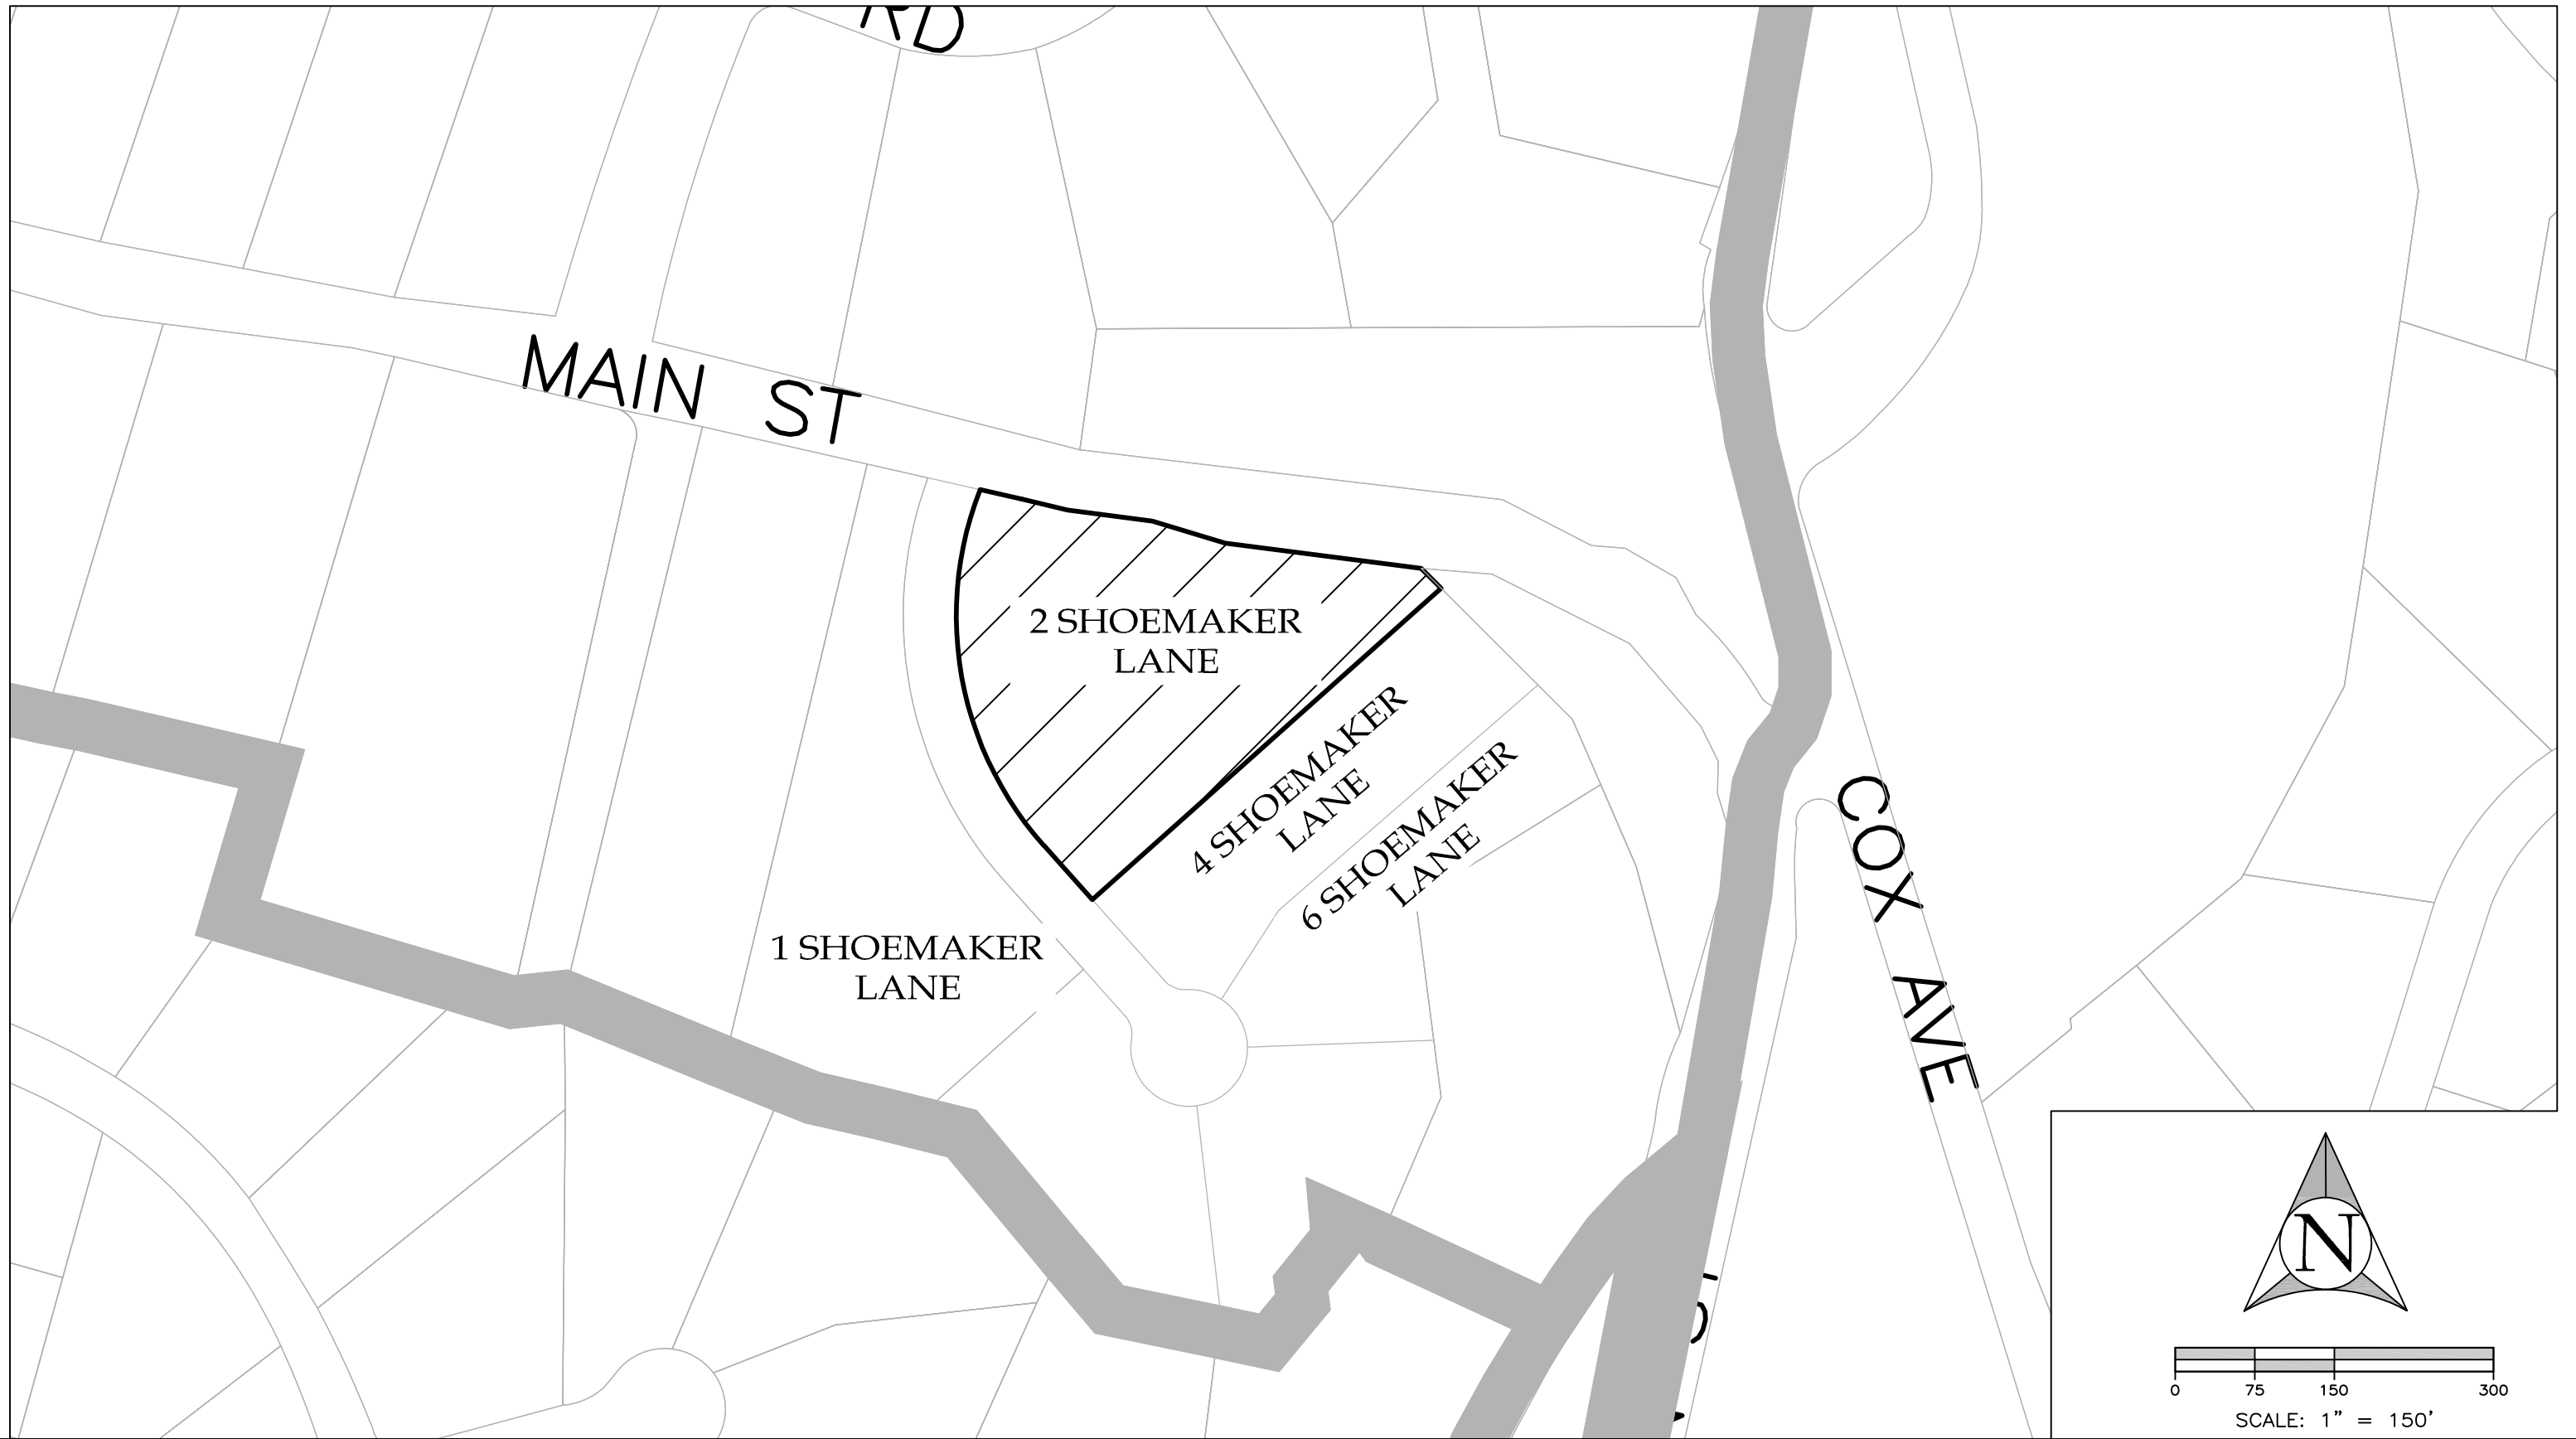 RD
MAIN ST
2 SHOEMAKER
LANE
4 SHOEMAKER
LANE
6 SHOEMAKER
LANE
1 SHOEMAKER
LANE
COX AVE
N
0 75 150 300
SCALE: 1" = 150'